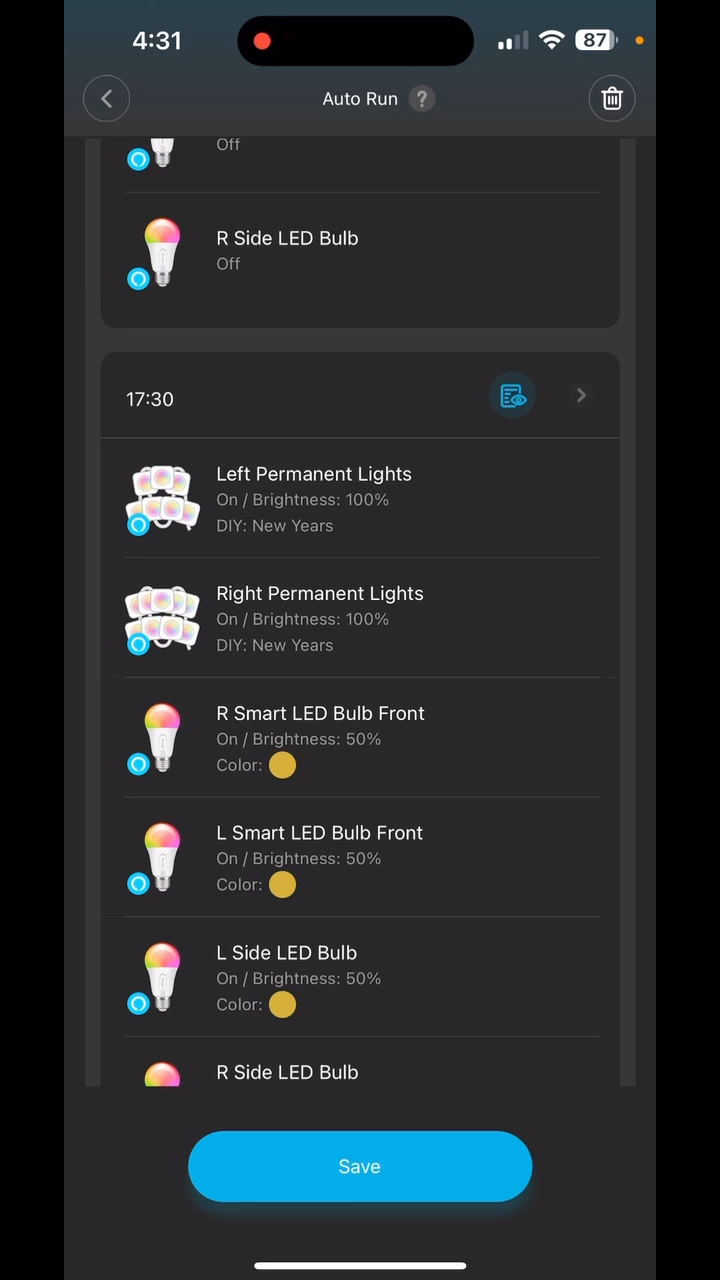 4:31
87
Auto Run ?
Off
R Side LED Bulb
Off
17:30
Left Permanent Lights
On / Brightness: 100%
DIY: New Years
Right Permanent Lights
On / Brightness: 100%
DIY: New Years
R Smart LED Bulb Front
On / Brightness: 50%
Color:
L Smart LED Bulb Front
On / Brightness: 50%
Color:
L Side LED Bulb
On / Brightness: 50%
Color:
R Side LED Bulb
Save